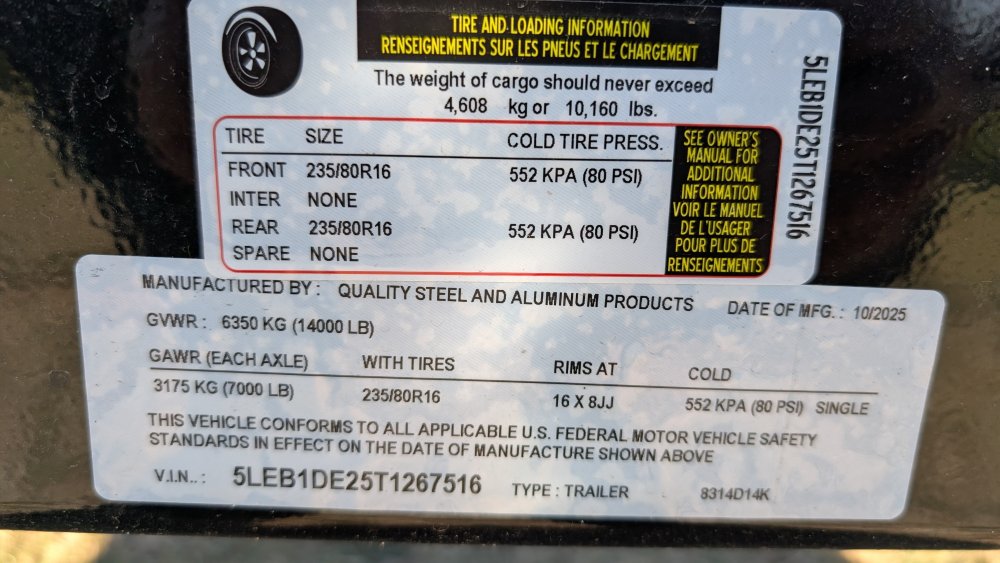 TIRE AND LOADING INFORMATION
RENSEIGNEMENTS SUR LES PNEUS ET LE CHARGEMENT
The weight of cargo should never exceed
4,608 kg or 10,160 lbs.
TIRE SIZE COLD TIRE PRESS.
FRONT 235/80R16 552 KPA (80 PSI)
INTER NONE
REAR 235/80R16 552 KPA (80 PSI)
SPARE NONE
SEE OWNER'S
MANUAL FOR
ADDITIONAL
INFORMATION
VOIR LE MANUEL
DE L'USAGER
POUR PLUS DE
RENSEIGNEMENTS
5LEB1DE25T1267516
MANUFACTURED BY : QUALITY STEEL AND ALUMINUM PRODUCTS DATE OF MFG. : 10/2025
GVWR : 6350 KG (14000 LB)
GAWR (EACH AXLE) WITH TIRES RIMS AT COLD
3175 KG (7000 LB) 235/80R16 16 X 8JJ 552 KPA (80 PSI) SINGLE
THIS VEHICLE CONFORMS TO ALL APPLICABLE U.S. FEDERAL MOTOR VEHICLE SAFETY
STANDARDS IN EFFECT ON THE DATE OF MANUFACTURE SHOWN ABOVE
V.I.N.. : 5LEB1DE25T1267516 TYPE : TRAILER 8314D14K